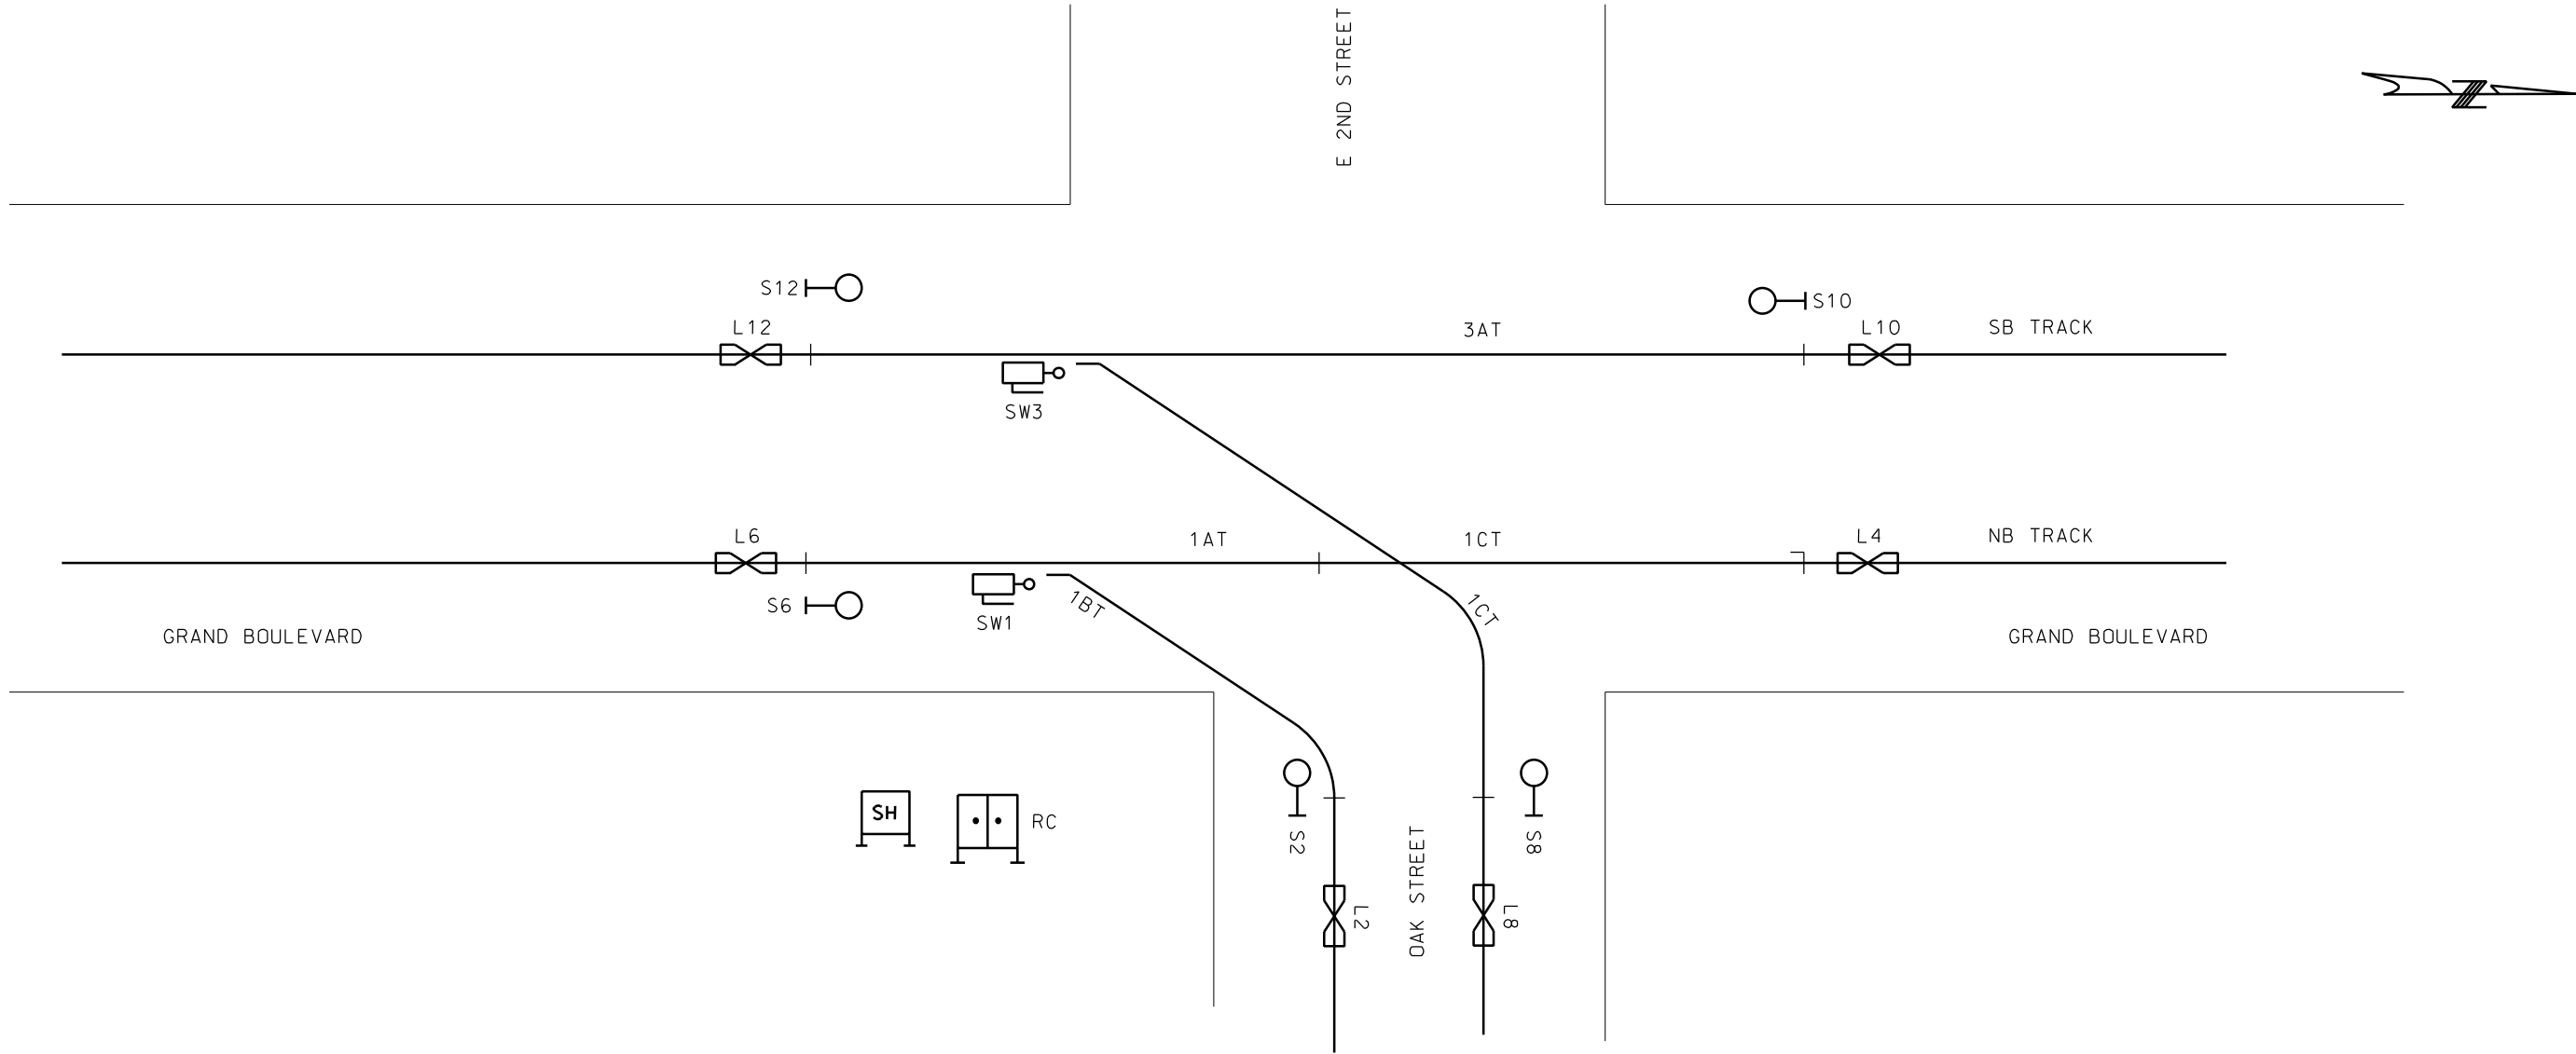 E 2ND STREET
S12
S10
L12
3AT
L10
SB TRACK
SW3
L6
1AT
1CT
L4
NB TRACK
S6
SW1
1BT
1CT
GRAND BOULEVARD
GRAND BOULEVARD
SH
RC
S2
S8
OAK STREET
L2
L8